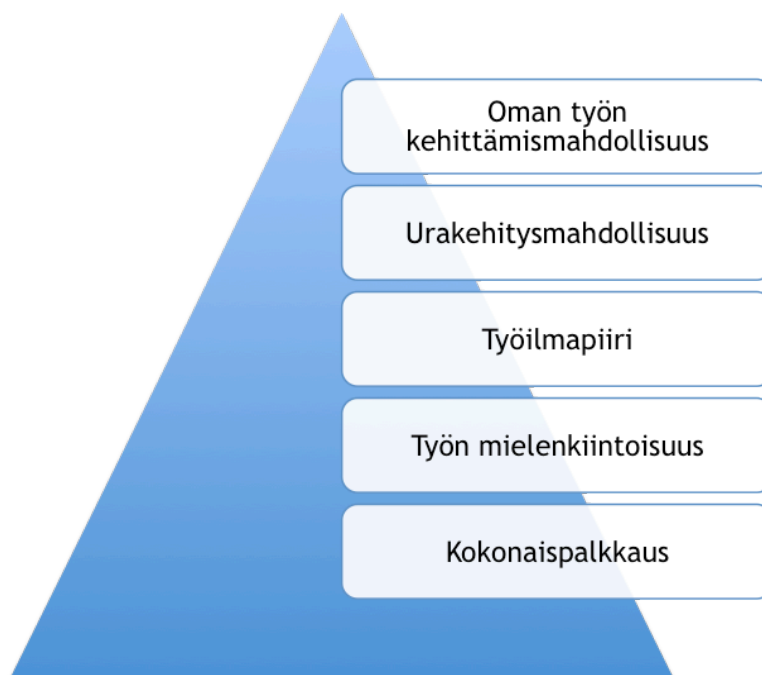 Oman työn
kehittämismahdollisuus
Urakehitysmahdollisuus
Työilmapiiri
Työn mielenkiintoisuus
Kokonaispalkkaus